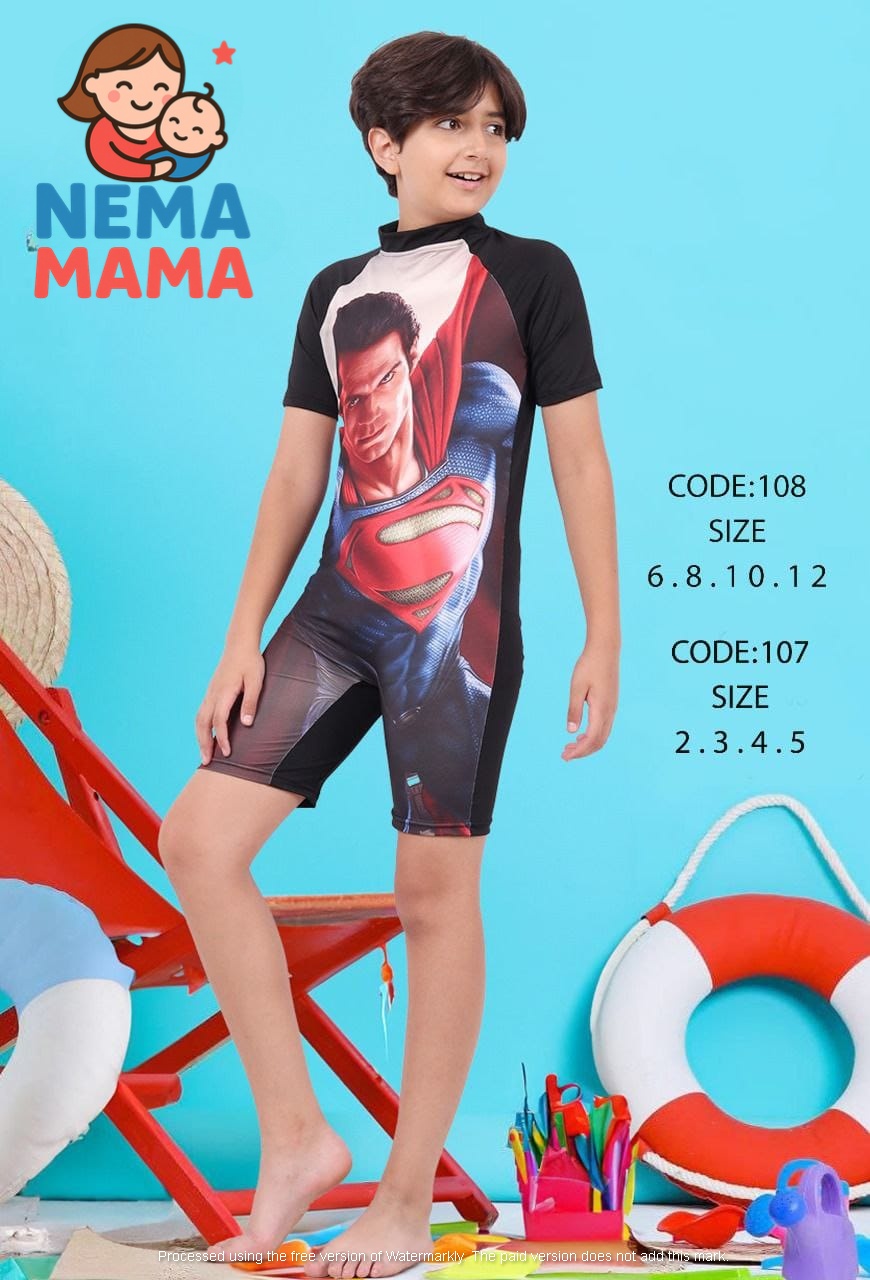 NEMA
MAMA
CODE:108
SIZE
6.8.10.12
CODE:107
SIZE
2.3.4.5
Processed using the free version of Watermarkly. The paid version does not add this mark.